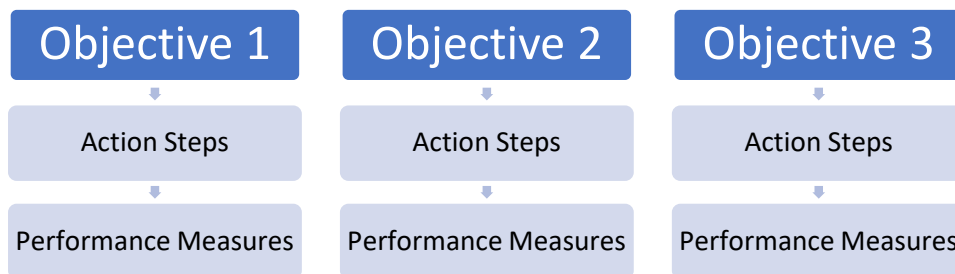 Objective 1
Objective 2
Objective 3
Action Steps
Action Steps
Action Steps
Performance Measures
Performance Measures
Performance Measures